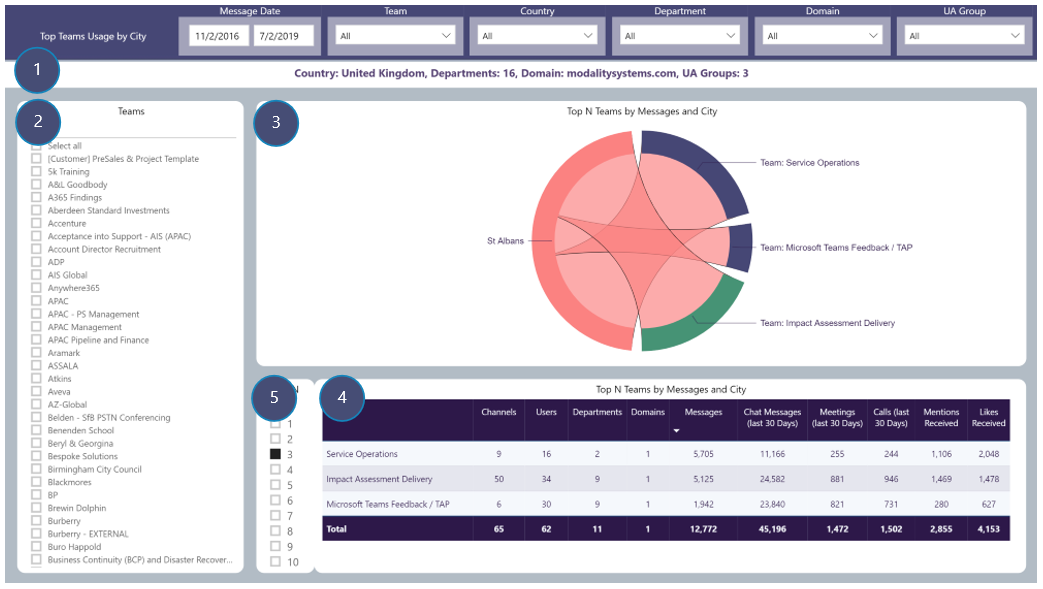 Message Date
Team
Country
Department
Domain
UA Group
Top Teams Usage by City
11/2/2016
7/2/2019
All
All
All
All
All
1
Country: United Kingdom, Departments: 16, Domain: modalitysystems.com, UA Groups: 3
2
Teams
Select all
[Customer] PreSales & Project Template
5k Training
A&L Goodbody
A365 Findings
Aberdeen Standard Investments
Accenture
Acceptance into Support - AIS (APAC)
Account Director Recruitment
ADP
AIS Global
Anywhere365
APAC
APAC - PS Management
APAC Management
APAC Pipeline and Finance
Aramark
ASSALA
Atkins
Aveva
AZ-Global
Belden - SfB PSTN Conferencing
Benenden School
Beryl & Georgina
Bespoke Solutions
Birmingham City Council
Blackmores
BP
Brewin Dolphin
Burberry
Burberry - EXTERNAL
Buro Happold
Business Continuity (BCP) and Disaster Recover...
3
Top N Teams by Messages and City
St Albans
Team: Service Operations
Team: Microsoft Teams Feedback / TAP
Team: Impact Assessment Delivery
5
N
1
2
3
4
5
6
7
8
9
10
4
Top N Teams by Messages and City
Channels Users Departments Domains Messages Chat Messages (last 30 Days) Meetings (last 30 Days) Calls (last 30 Days) Mentions Received Likes Received
Service Operations 9 16 2 1 5,705 11,166 255 244 1,106 2,048
Impact Assessment Delivery 50 34 9 1 5,125 24,582 881 946 1,469 1,478
Microsoft Teams Feedback / TAP 6 30 9 1 1,942 23,840 821 731 280 627
Total 65 62 11 1 12,772 45,196 1,472 1,502 2,855 4,153